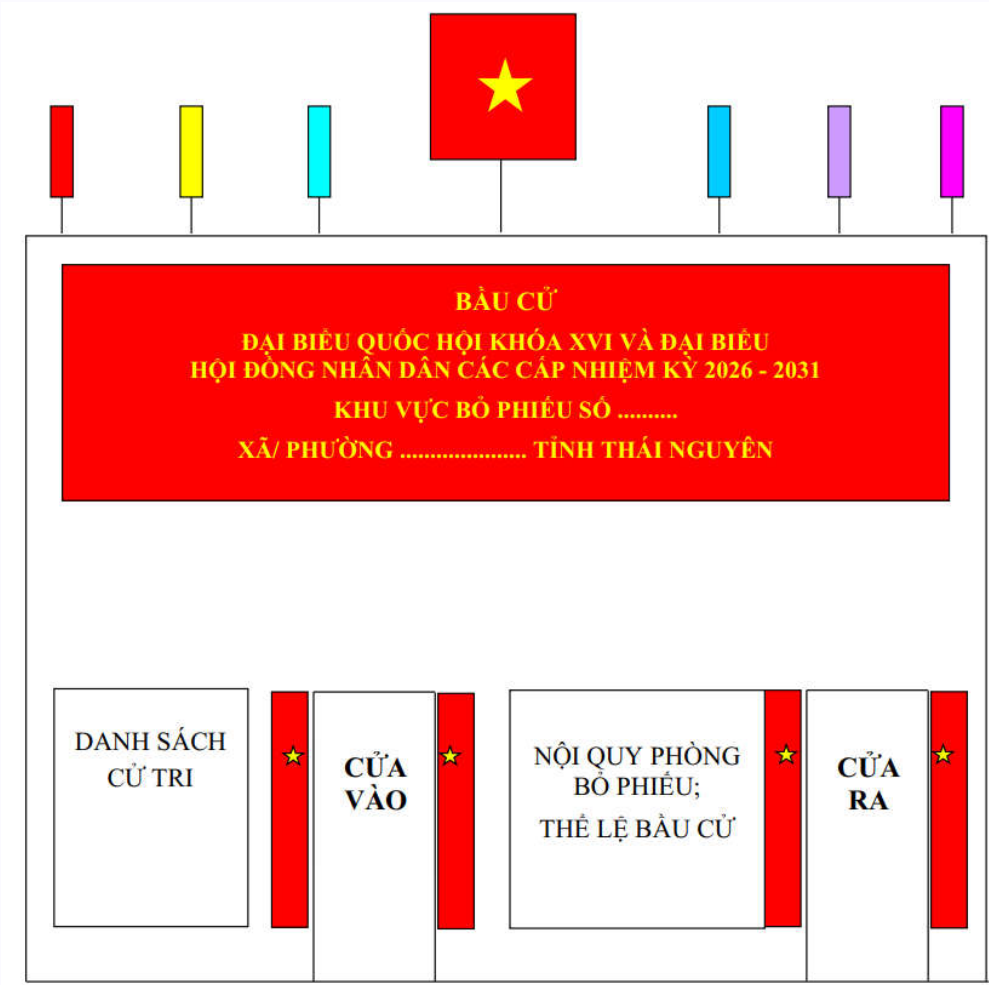 BẦU CỬ
ĐẠI BIỂU QUỐC HỘI KHÓA XVI VÀ ĐẠI BIỂU
HỘI ĐỒNG NHÂN DÂN CÁC CẤP NHIỆM KỲ 2026 - 2031
KHU VỰC BỎ PHIẾU SỐ ..........
XÃ/ PHƯỜNG ..................... TỈNH THÁI NGUYÊN
DANH SÁCH
CỬ TRI
CỬA
VÀO
NỘI QUY PHÒNG
BỎ PHIẾU;
THỂ LỆ BẦU CỬ
CỬA
RA